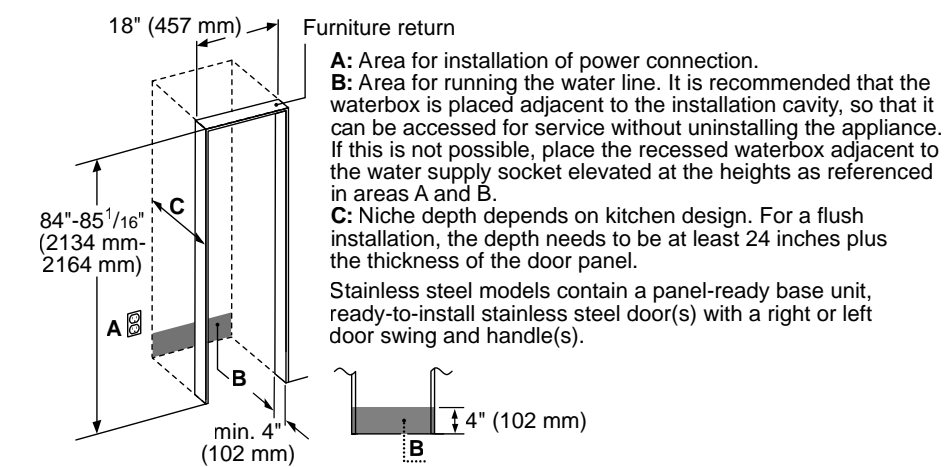 18" (457 mm)
Furniture return
A: Area for installation of power connection.
B: Area for running the water line. It is recommended that the
waterbox is placed adjacent to the installation cavity, so that it
can be accessed for service without uninstalling the appliance.
If this is not possible, place the recessed waterbox adjacent to
the water supply socket elevated at the heights as referenced
in areas A and B.
C: Niche depth depends on kitchen design. For a flush
installation, the depth needs to be at least 24 inches plus
the thickness of the door panel.
Stainless steel models contain a panel-ready base unit,
ready-to-install stainless steel door(s) with a right or left
door swing and handle(s).
C
84"-85 1/16"
(2134 mm-
2164 mm)
A
B
min. 4"
(102 mm)
4" (102 mm)
B